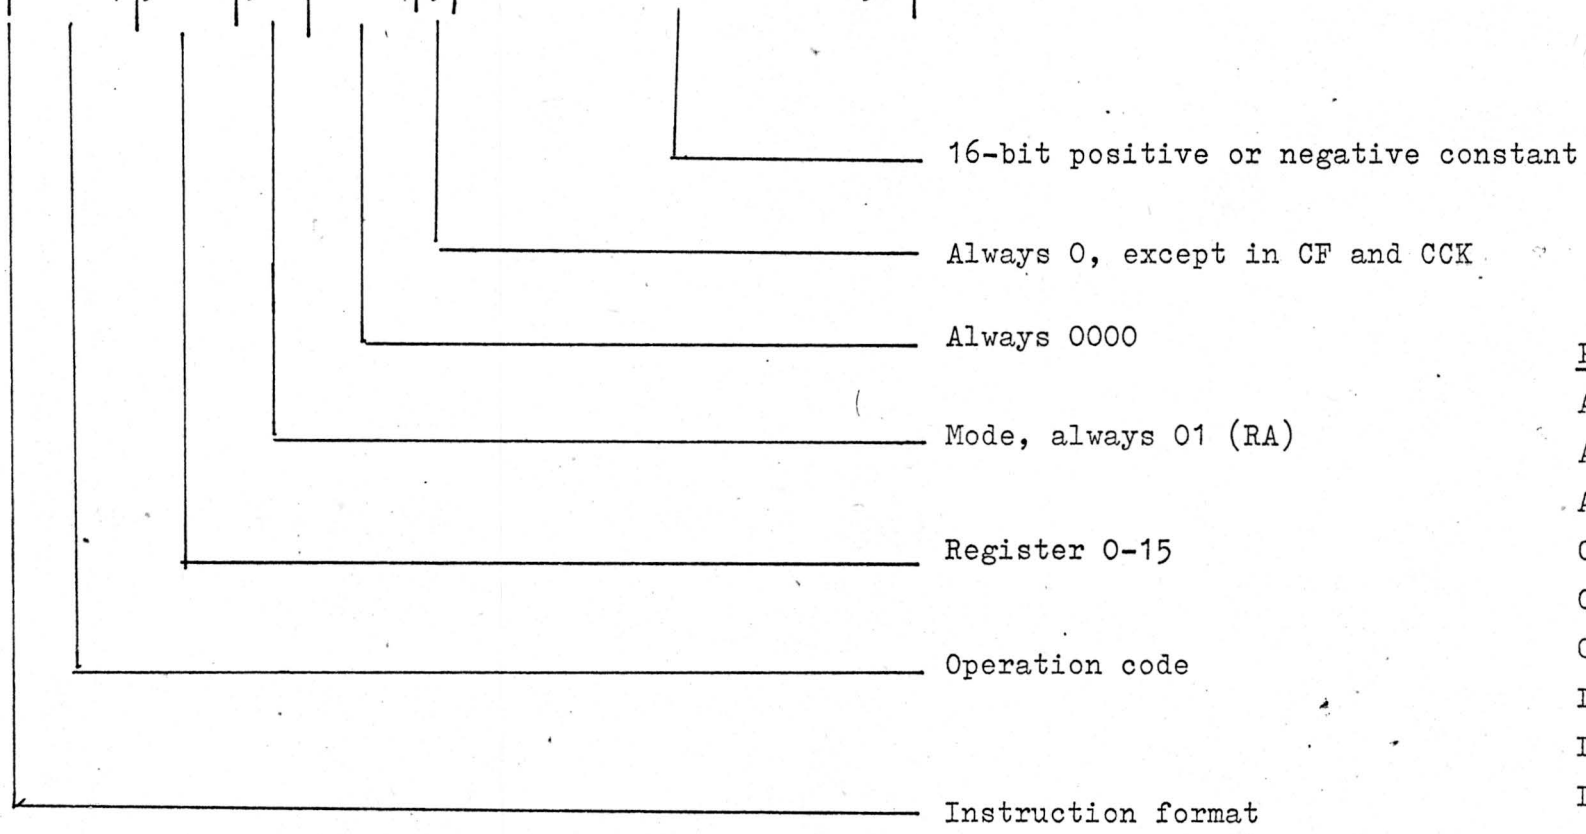 16-bit positive or negative constant
Always 0, except in CF and CCK
Always 0000
Mode, always 01 (RA)
Register 0-15
Operation code
Instruction format